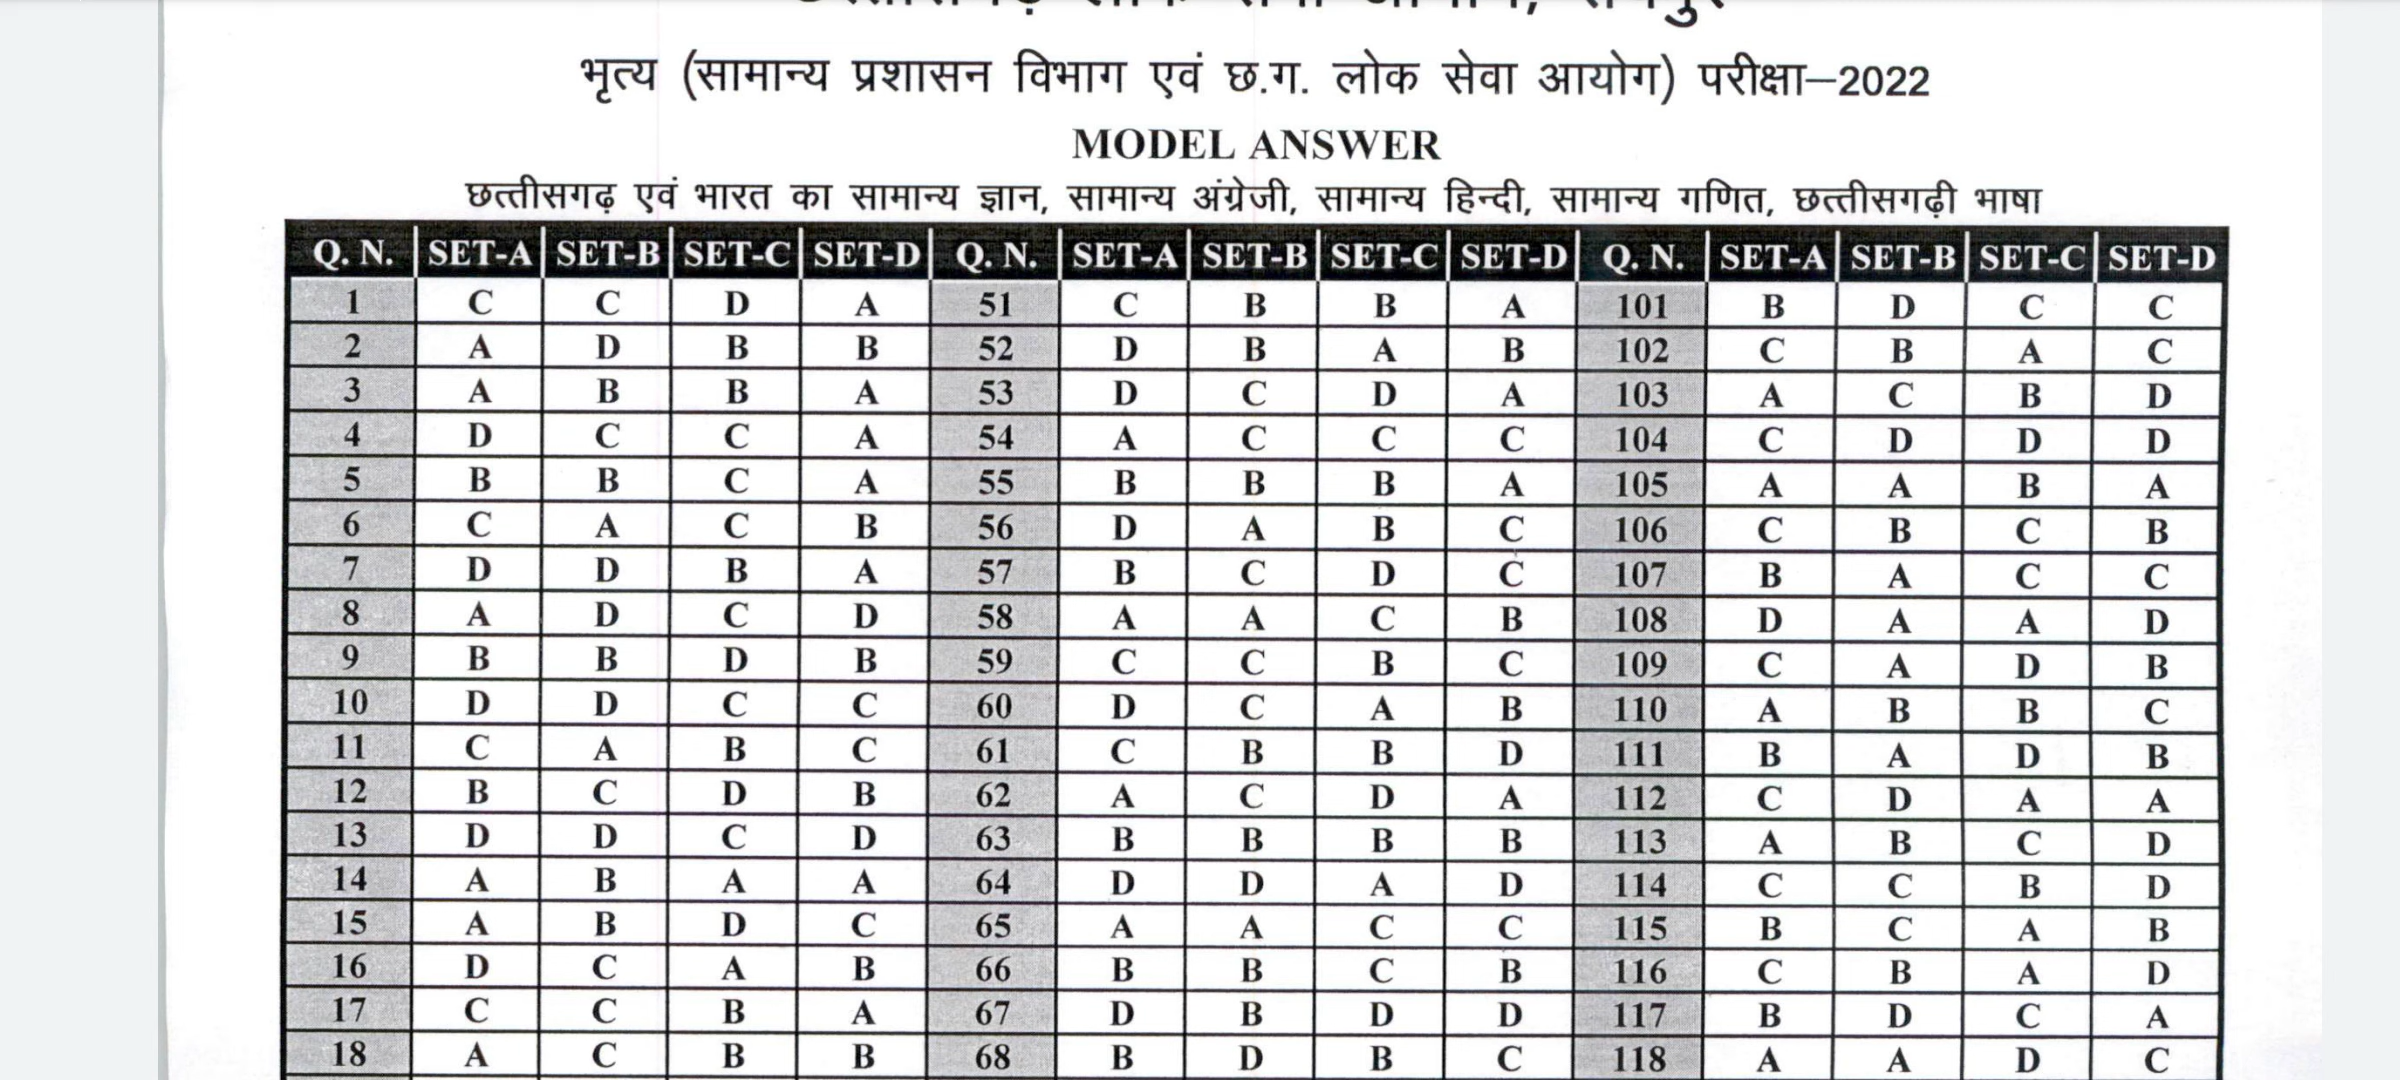 भृत्य (सामान्य प्रशासन विभाग एवं छ.ग. लोक सेवा आयोग) परीक्षा–2022
MODEL ANSWER
छत्तीसगढ़ एवं भारत का सामान्य ज्ञान, सामान्य अंग्रेजी, सामान्य हिन्दी, सामान्य गणित, छत्तीसगढ़ी भाषा
Q. N. SET-A SET-B SET-C SET-D Q. N. SET-A SET-B SET-C SET-D Q. N. SET-A SET-B SET-C SET-D
1 C C D A 51 C B B A 101 B D C C
2 A D B B 52 D B A B 102 C B A C
3 A B B A 53 D C D A 103 A C B D
4 D C C A 54 A C C C 104 C D D D
5 B B C A 55 B B B A 105 A A B A
6 C A C B 56 D A B C 106 C B C B
7 D D B A 57 B C D C 107 B A C C
8 A D C D 58 A A C B 108 D A A D
9 B B D B 59 C C B C 109 C A D B
10 D D C C 60 D C A B 110 A B B C
11 C A B C 61 C B B D 111 B A D B
12 B C D B 62 A C D A 112 C D A A
13 D D C D 63 B B B B 113 A B C D
14 A B A A 64 D D A D 114 C C B D
15 A B D C 65 A A C C 115 B C A B
16 D C A B 66 B B C B 116 C B A D
17 C C B A 67 D B D D 117 B D C A
18 A C B B 68 B D B C 118 A A D C